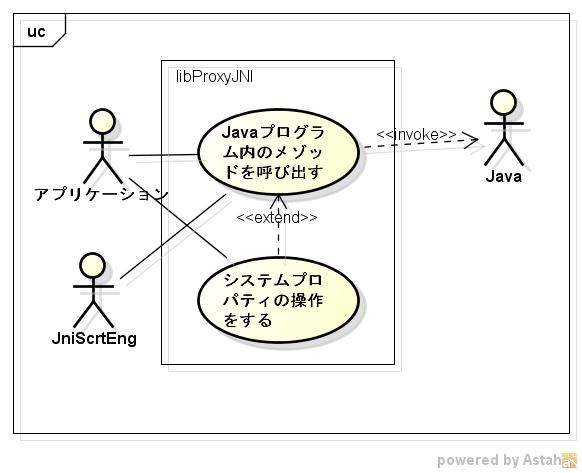 uc
libProxyJNI
Javaプログラ
ム内のメゾッ
ドを呼び出す
<<invoke>>
アプリケーション
Java
<<extend>>
システムプロ
パティの操作
をする
JniScrtEng
powered by Astah